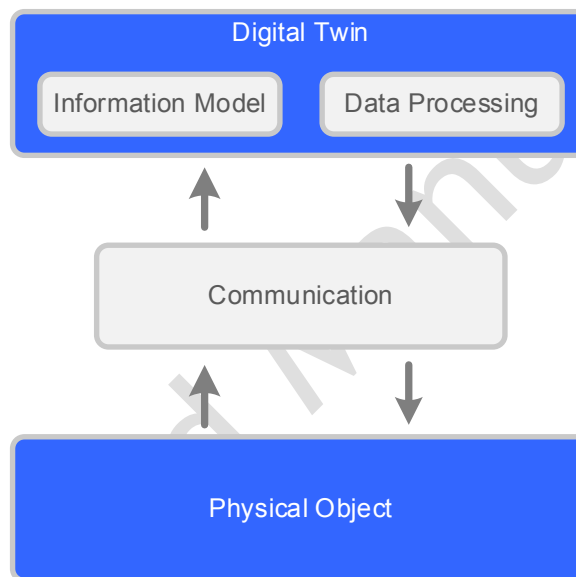 Digital Twin
Information Model
Data Processing
Communication
Physical Object